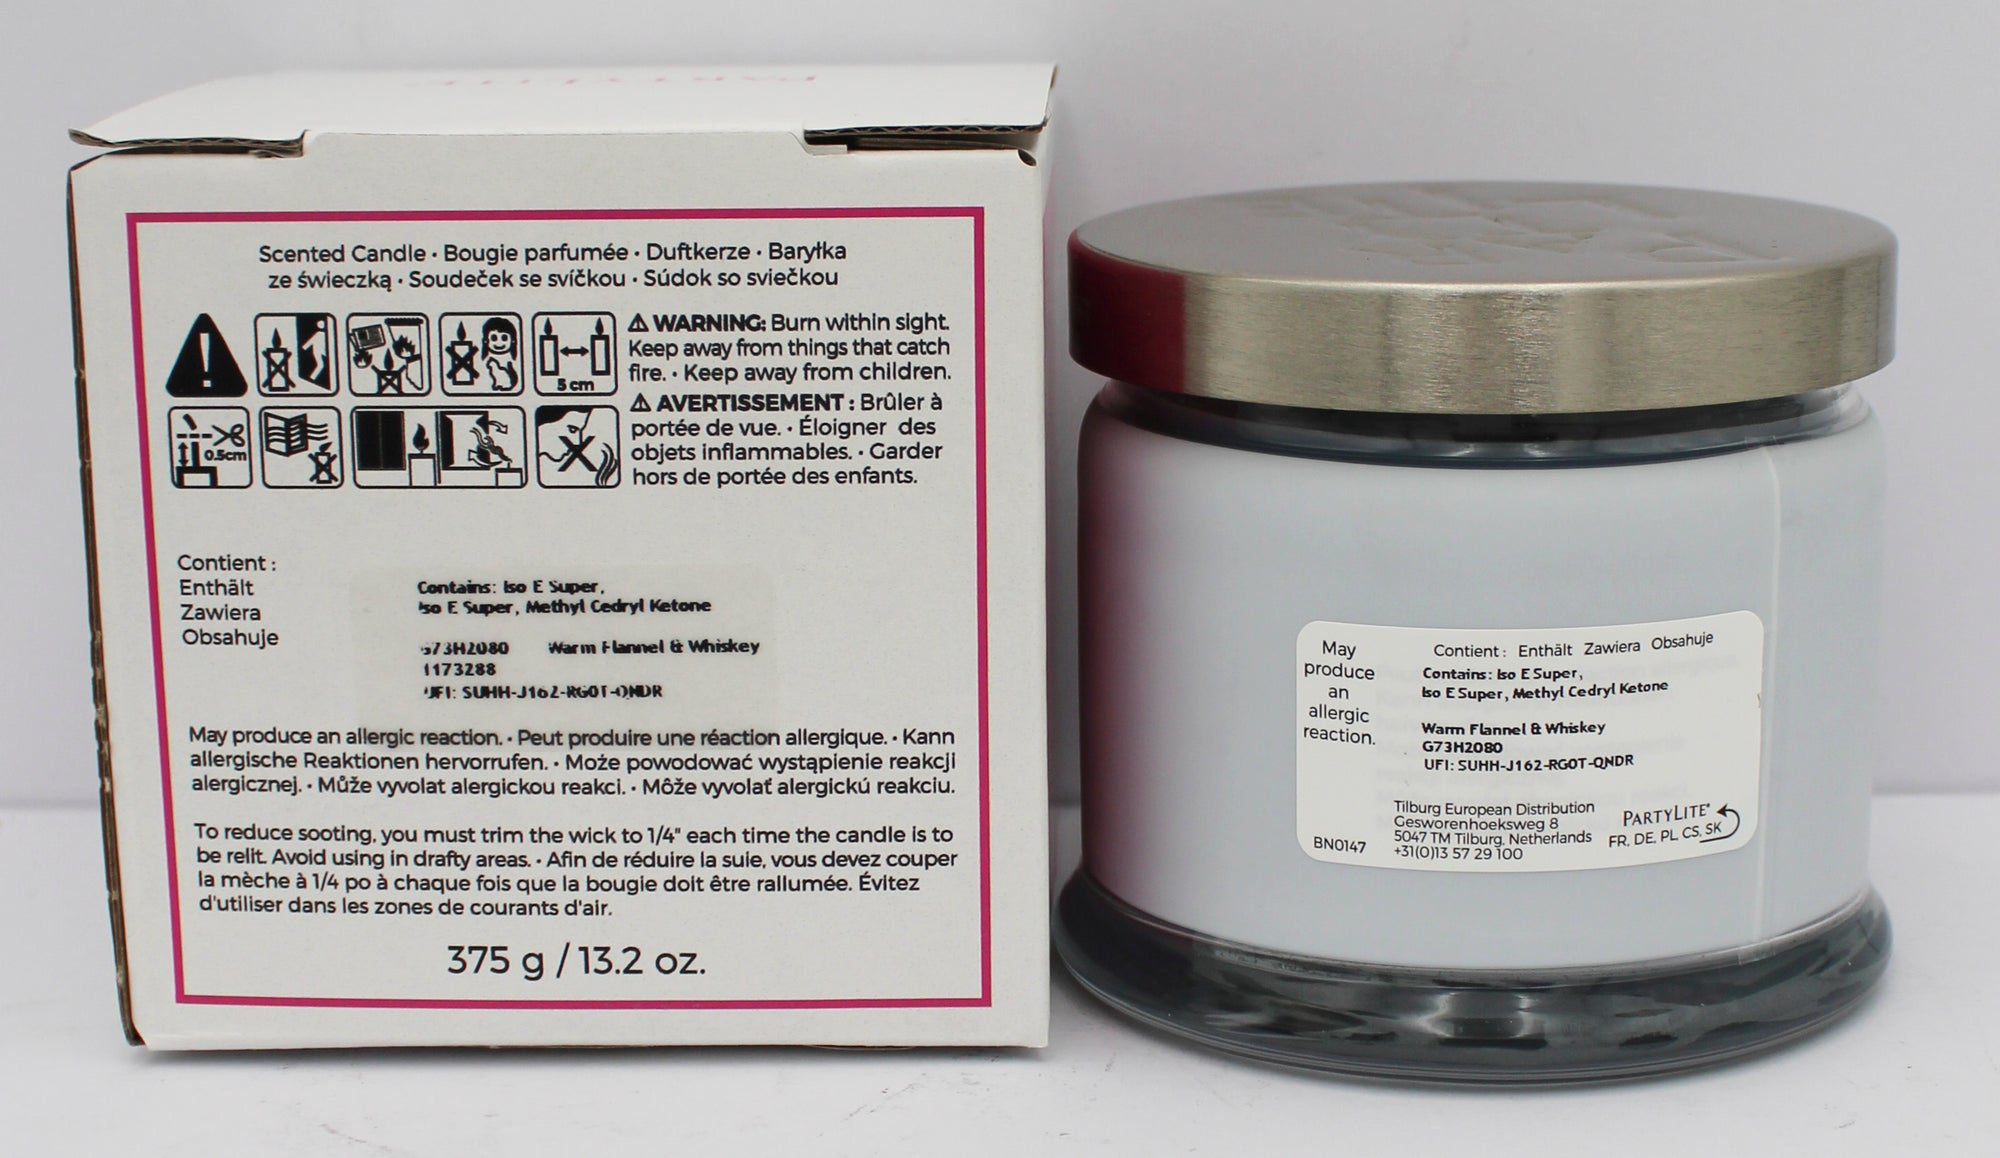 Scented Candle · Bougie parfumée · Duftkerze · Baryłka
ze świeczką · Soudeček se svíčkou · Súdok so sviečkou
⚠ WARNING: Burn within sight.
Keep away from things that catch
fire. · Keep away from children.
⚠ AVERTISSEMENT : Brûler à
portée de vue. · Éloigner des
objets inflammables. · Garder
hors de portée des enfants.
5 cm
0.5cm
Contient :
Enthält
Zawiera
Obsahuje
Contains: Iso E Super,
Iso E Super, Methyl Cedryl Ketone
G73H2080 Warm Flannel & Whiskey
1173288
UFI: SUHH-J162-RG0T-QNDR
May produce an allergic reaction. · Peut produire une réaction allergique. · Kann
allergische Reaktionen hervorrufen. · Może powodować wystąpienie reakcji
alergicznej. · Může vyvolat alergickou reakci. · Môže vyvolať alergickú reakciu.
To reduce sooting, you must trim the wick to 1/4" each time the candle is to
be relit. Avoid using in drafty areas. · Afin de réduire la suie, vous devez couper
la mèche à 1/4 po à chaque fois que la bougie doit être rallumée. Évitez
d'utiliser dans les zones de courants d'air.
375 g / 13.2 oz.
May
produce
an
allergic
reaction.
BN0147
Contient : Enthält Zawiera Obsahuje
Contains: Iso E Super,
Iso E Super, Methyl Cedryl Ketone
Warm Flannel & Whiskey
G73H2080
UFI: SUHH-J162-RG0T-QNDR
Tilburg European Distribution
Gesworenhoeksweg 8
5047 TM Tilburg, Netherlands
+31(0)13 57 29 100
PARTYLITE®
FR, DE, PL, CS, SK